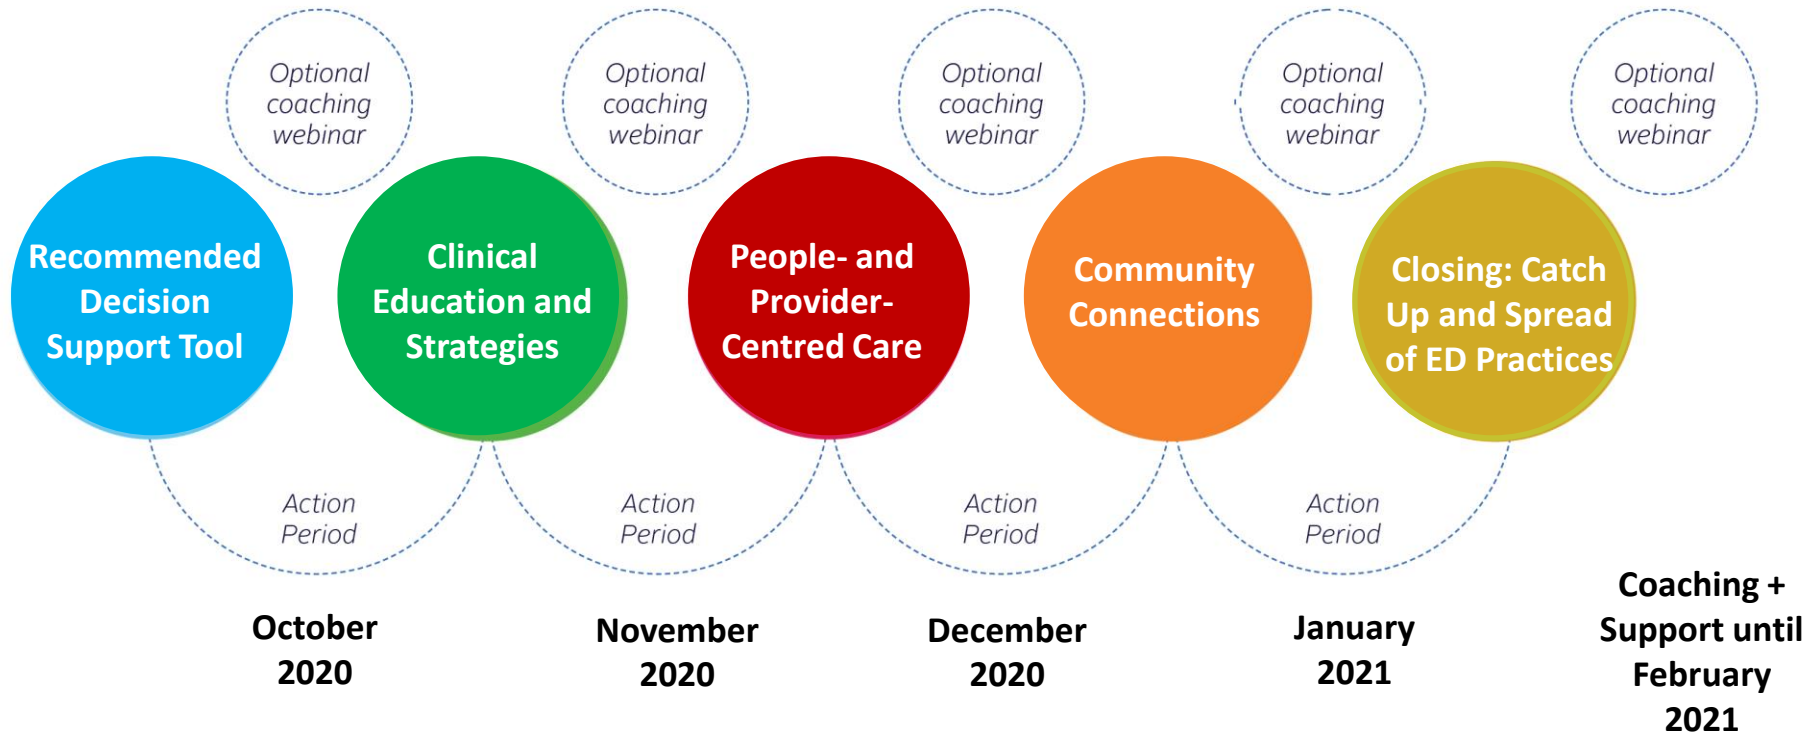 Optional
coaching
webinar
Optional
coaching
webinar
Optional
coaching
webinar
Optional
coaching
webinar
Optional
coaching
webinar
Recommended
Decision
Support Tool
Clinical
Education and
Strategies
People- and
Provider-
Centred Care
Community
Connections
Closing: Catch
Up and Spread
of ED Practices
Action
Period
Action
Period
Action
Period
Action
Period
October
2020
November
2020
December
2020
January
2021
Coaching +
Support until
February
2021